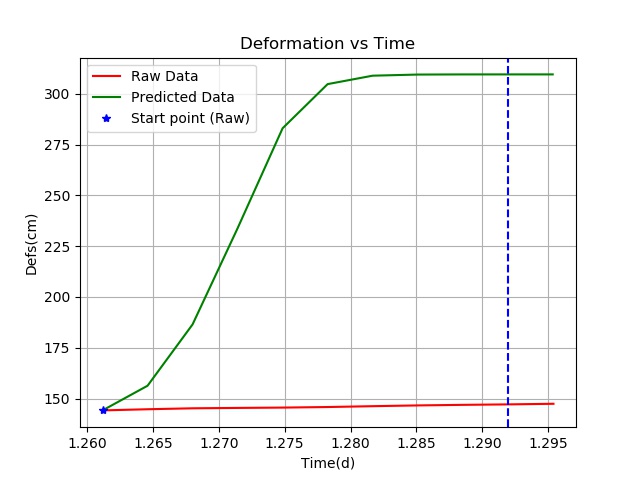 Deformation vs Time
Raw Data
Predicted Data
Start point (Raw)
Defs(cm)
300
275
250
225
200
175
150
1.260 1.265 1.270 1.275 1.280 1.285 1.290 1.295
Time(d)